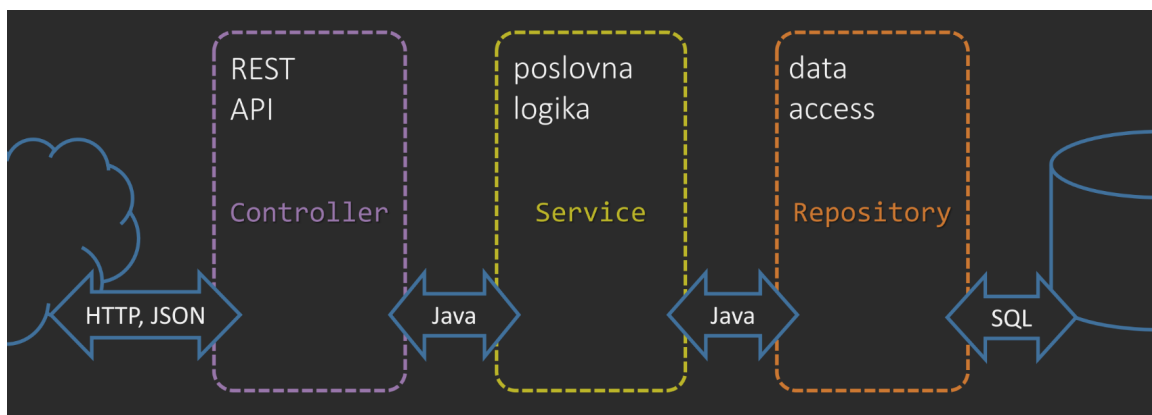 REST
API
Controller
poslovna
logika
Service
data
access
Repository
HTTP, JSON
Java
Java
SQL